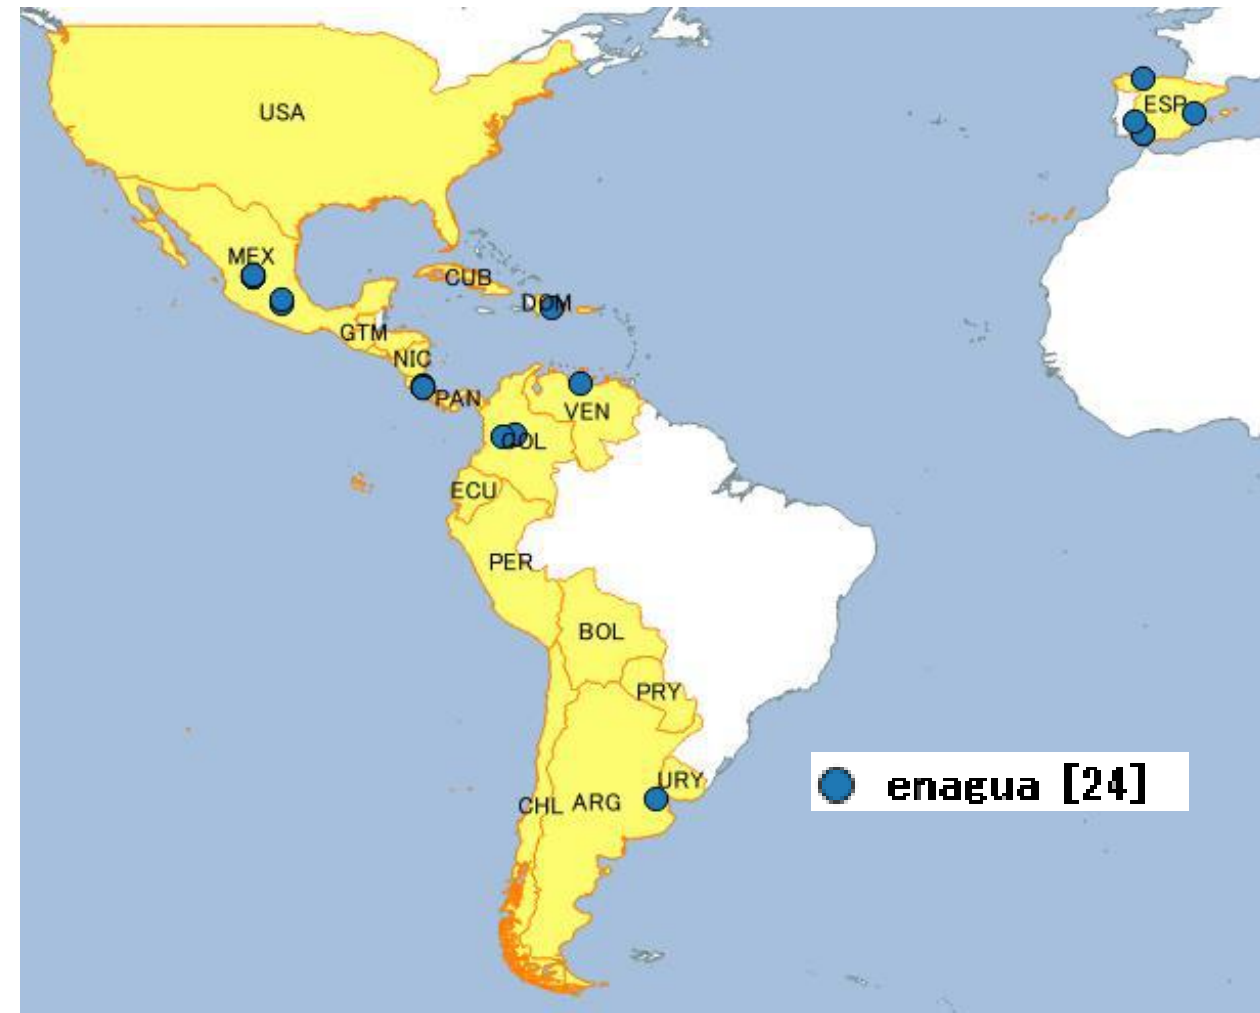 USA
ESP
MEX
CUB
DOM
GTM
NIC
PAN
VEN
COL
ECU
PER
BOL
PRY
URY
CHL ARG
enagua [24]